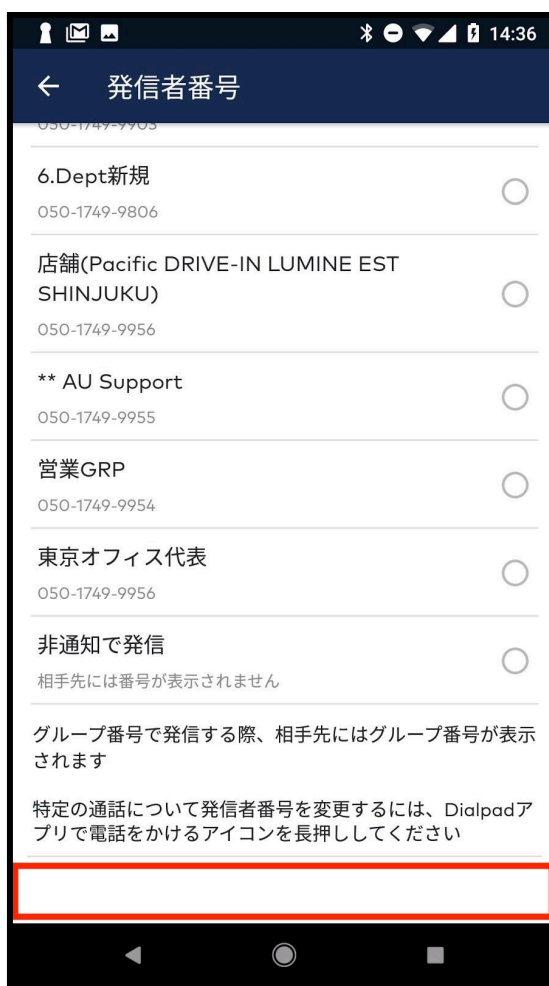 14:36
発信者番号
050-1749-9903
6.Dept新規
050-1749-9806
店舗(Pacific DRIVE-IN LUMINE EST
SHINJUKU)
050-1749-9956
** AU Support
050-1749-9955
営業GRP
050-1749-9954
東京オフィス代表
050-1749-9956
非通知で発信
相手先には番号が表示されません
グループ番号で発信する際、相手先にはグループ番号が表示
されます
特定の通話について発信者番号を変更するには、Dialpadア
プリで電話をかけるアイコンを長押ししてください